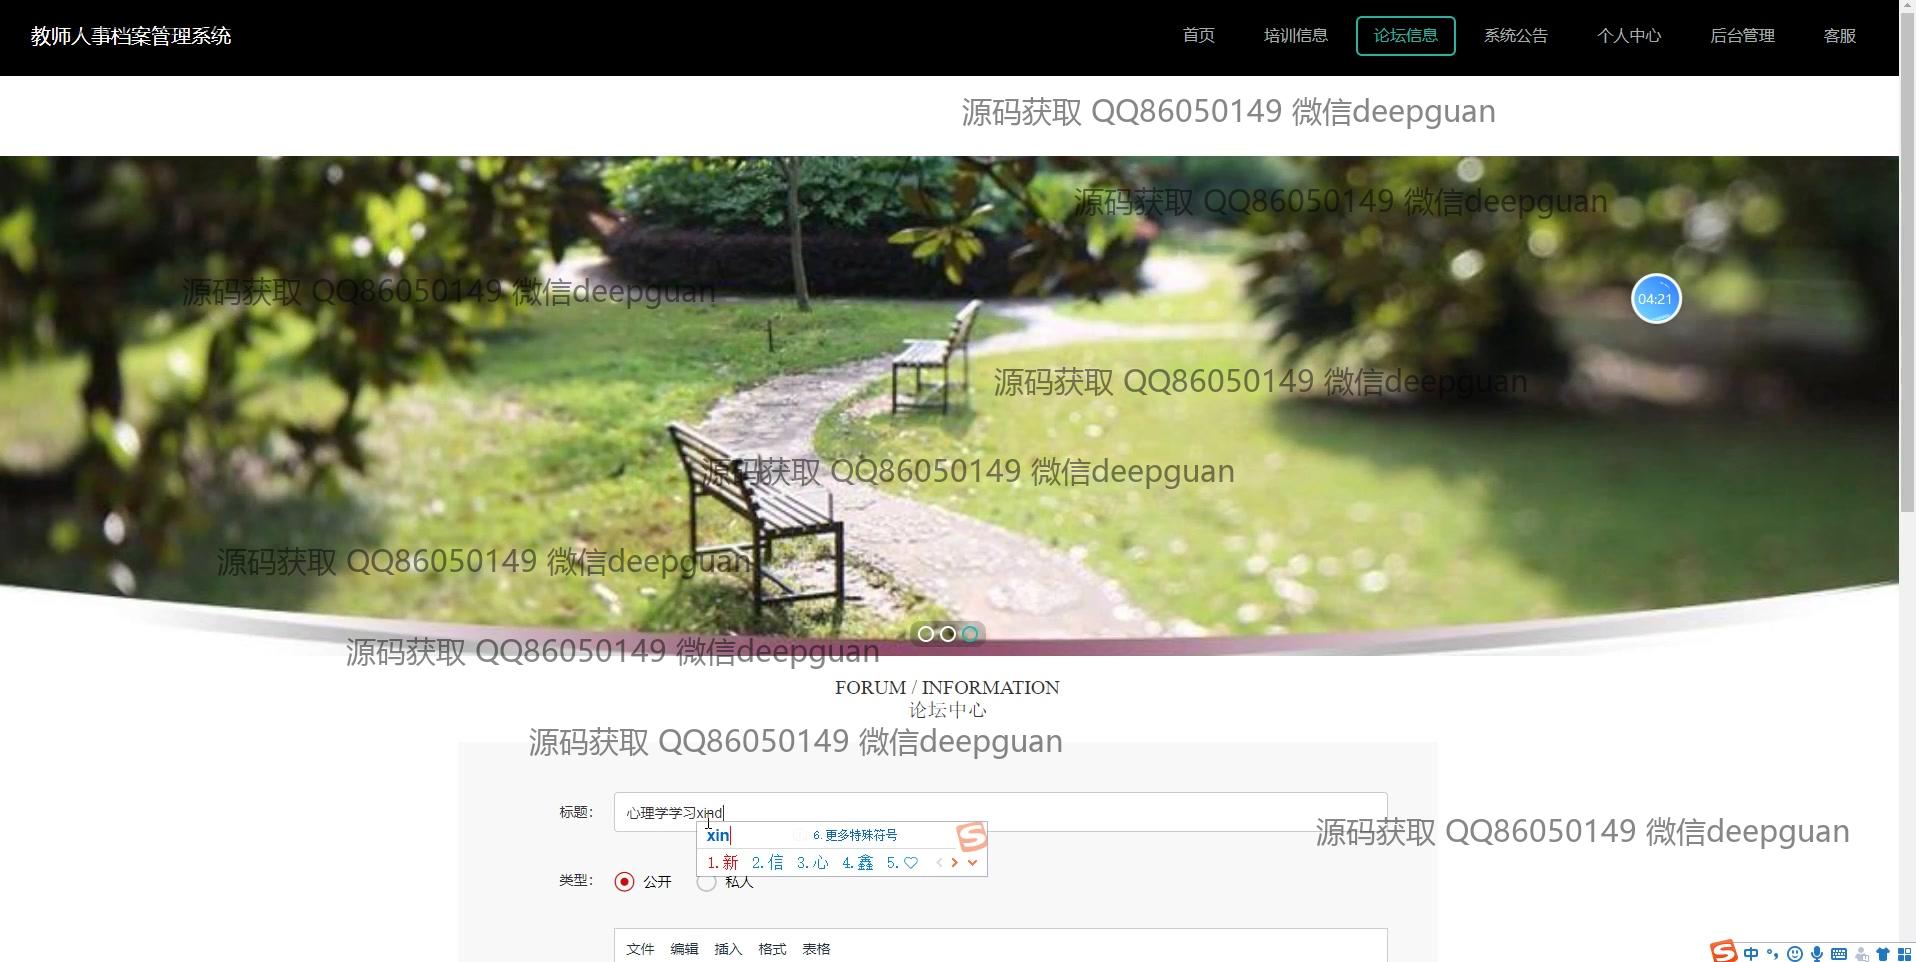 教师人事档案管理系统
首页 培训信息 论坛信息 系统公告 个人中心 后台管理 客服
源码获取 QQ86050149 微信deepguan
源码获取 QQ86050149 微信deepguan
源码获取 QQ86050149 微信deepguan
04:21
源码获取 QQ86050149 微信deepguan
源码获取 QQ86050149 微信deepguan
源码获取 QQ86050149 微信deepguan
源码获取 QQ86050149 微信deepguan
FORUM / INFORMATION
论坛中心
源码获取 QQ86050149 微信deepguan
标题： 心理学学习xind
源码获取 QQ86050149 微信deepguan
xin 6.更多特殊符号
1.新 2.信 3.心 4.鑫 5.♡
类型： 公开 私人
文件 编辑 插入 格式 表格
中